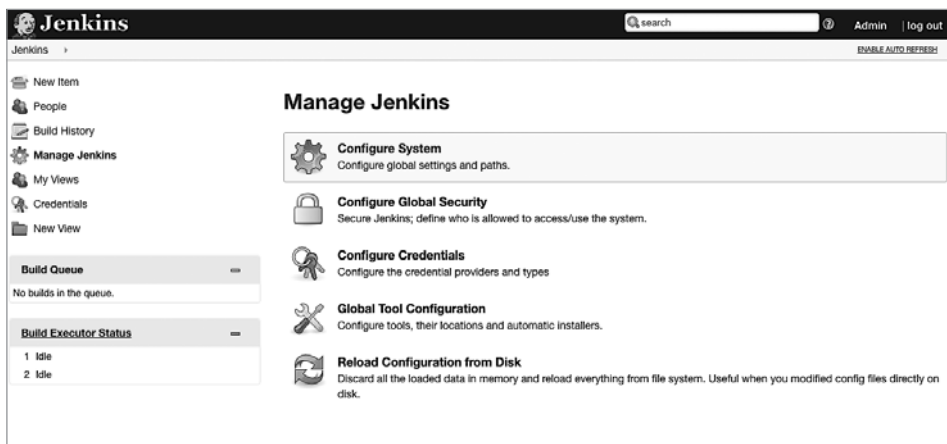 Jenkins
search
Admin | log out
Jenkins
ENABLE AUTO REFRESH
New Item
People
Build History
Manage Jenkins
My Views
Credentials
New View
Build Queue
No builds in the queue.
Build Executor Status
1 Idle
2 Idle
Manage Jenkins
Configure System
Configure global settings and paths.
Configure Global Security
Secure Jenkins; define who is allowed to access/use the system.
Configure Credentials
Configure the credential providers and types
Global Tool Configuration
Configure tools, their locations and automatic installers.
Reload Configuration from Disk
Discard all the loaded data in memory and reload everything from file system. Useful when you modified config files directly on
disk.